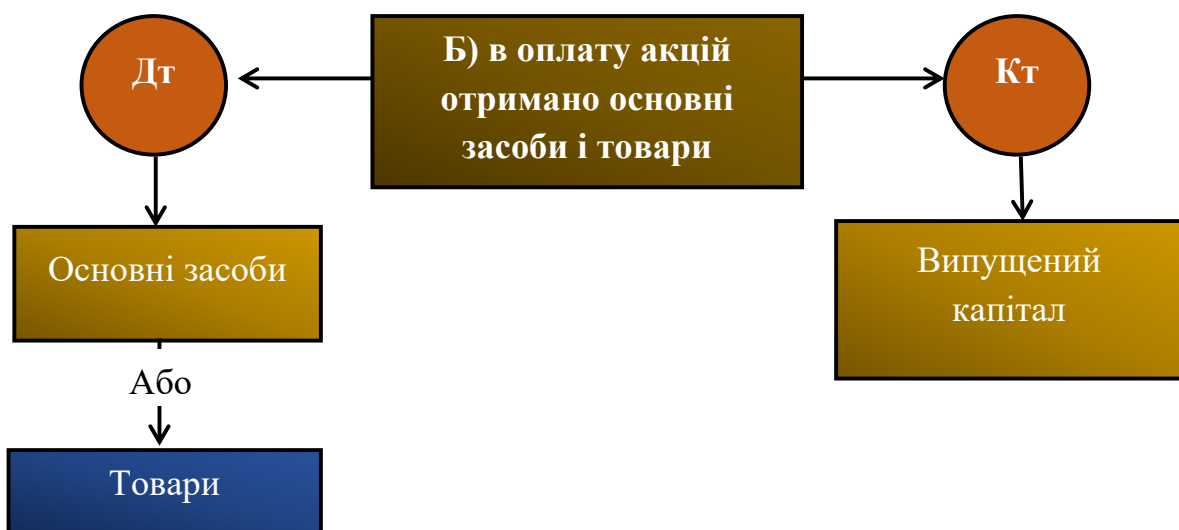 Дт
Б) в оплату акцій
отримано основні
засоби і товари
Кт
Основні засоби
Випущений
капітал
Або
Товари